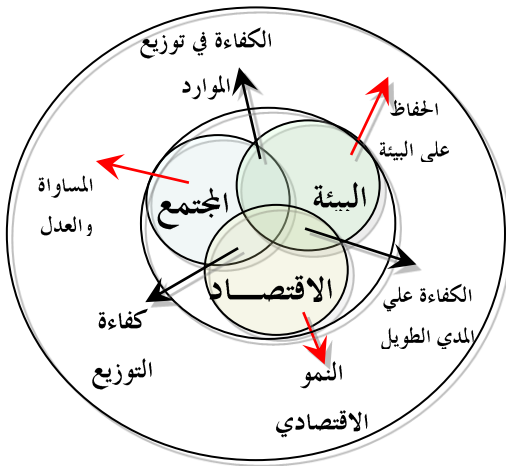 الكفاءة في توزيع
الموارد
الحفاظ
على البيئة
البيئة
المجتمع
المساواة
والعدل
الاقتصـــاد
الكفاءة علي
المدي الطويل
كفاءة
التوزيع
النمو
الاقتصادي